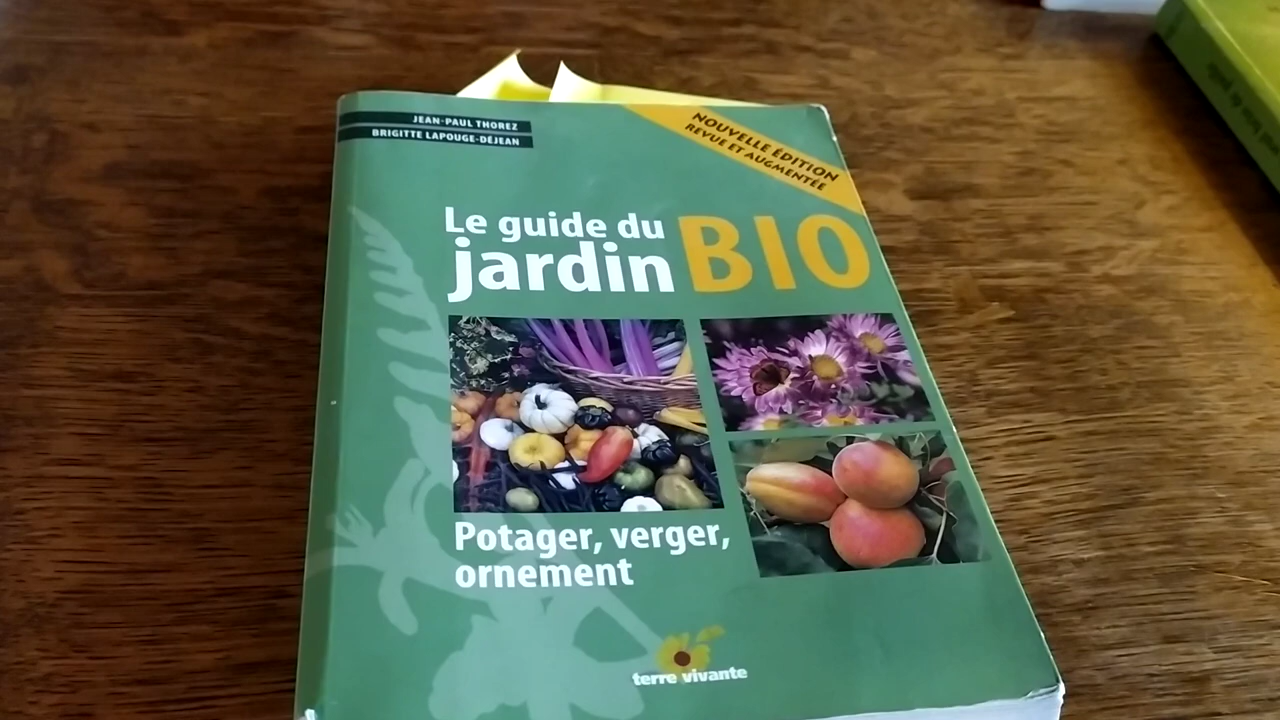 JEAN-PAUL THOREZ
BRIGITTE LAPOUGE-DÉJEAN
NOUVELLE ÉDITION
REVUE ET AUGMENTÉE
Le guide du
jardin BIO
Potager, verger,
ornement
terre vivante